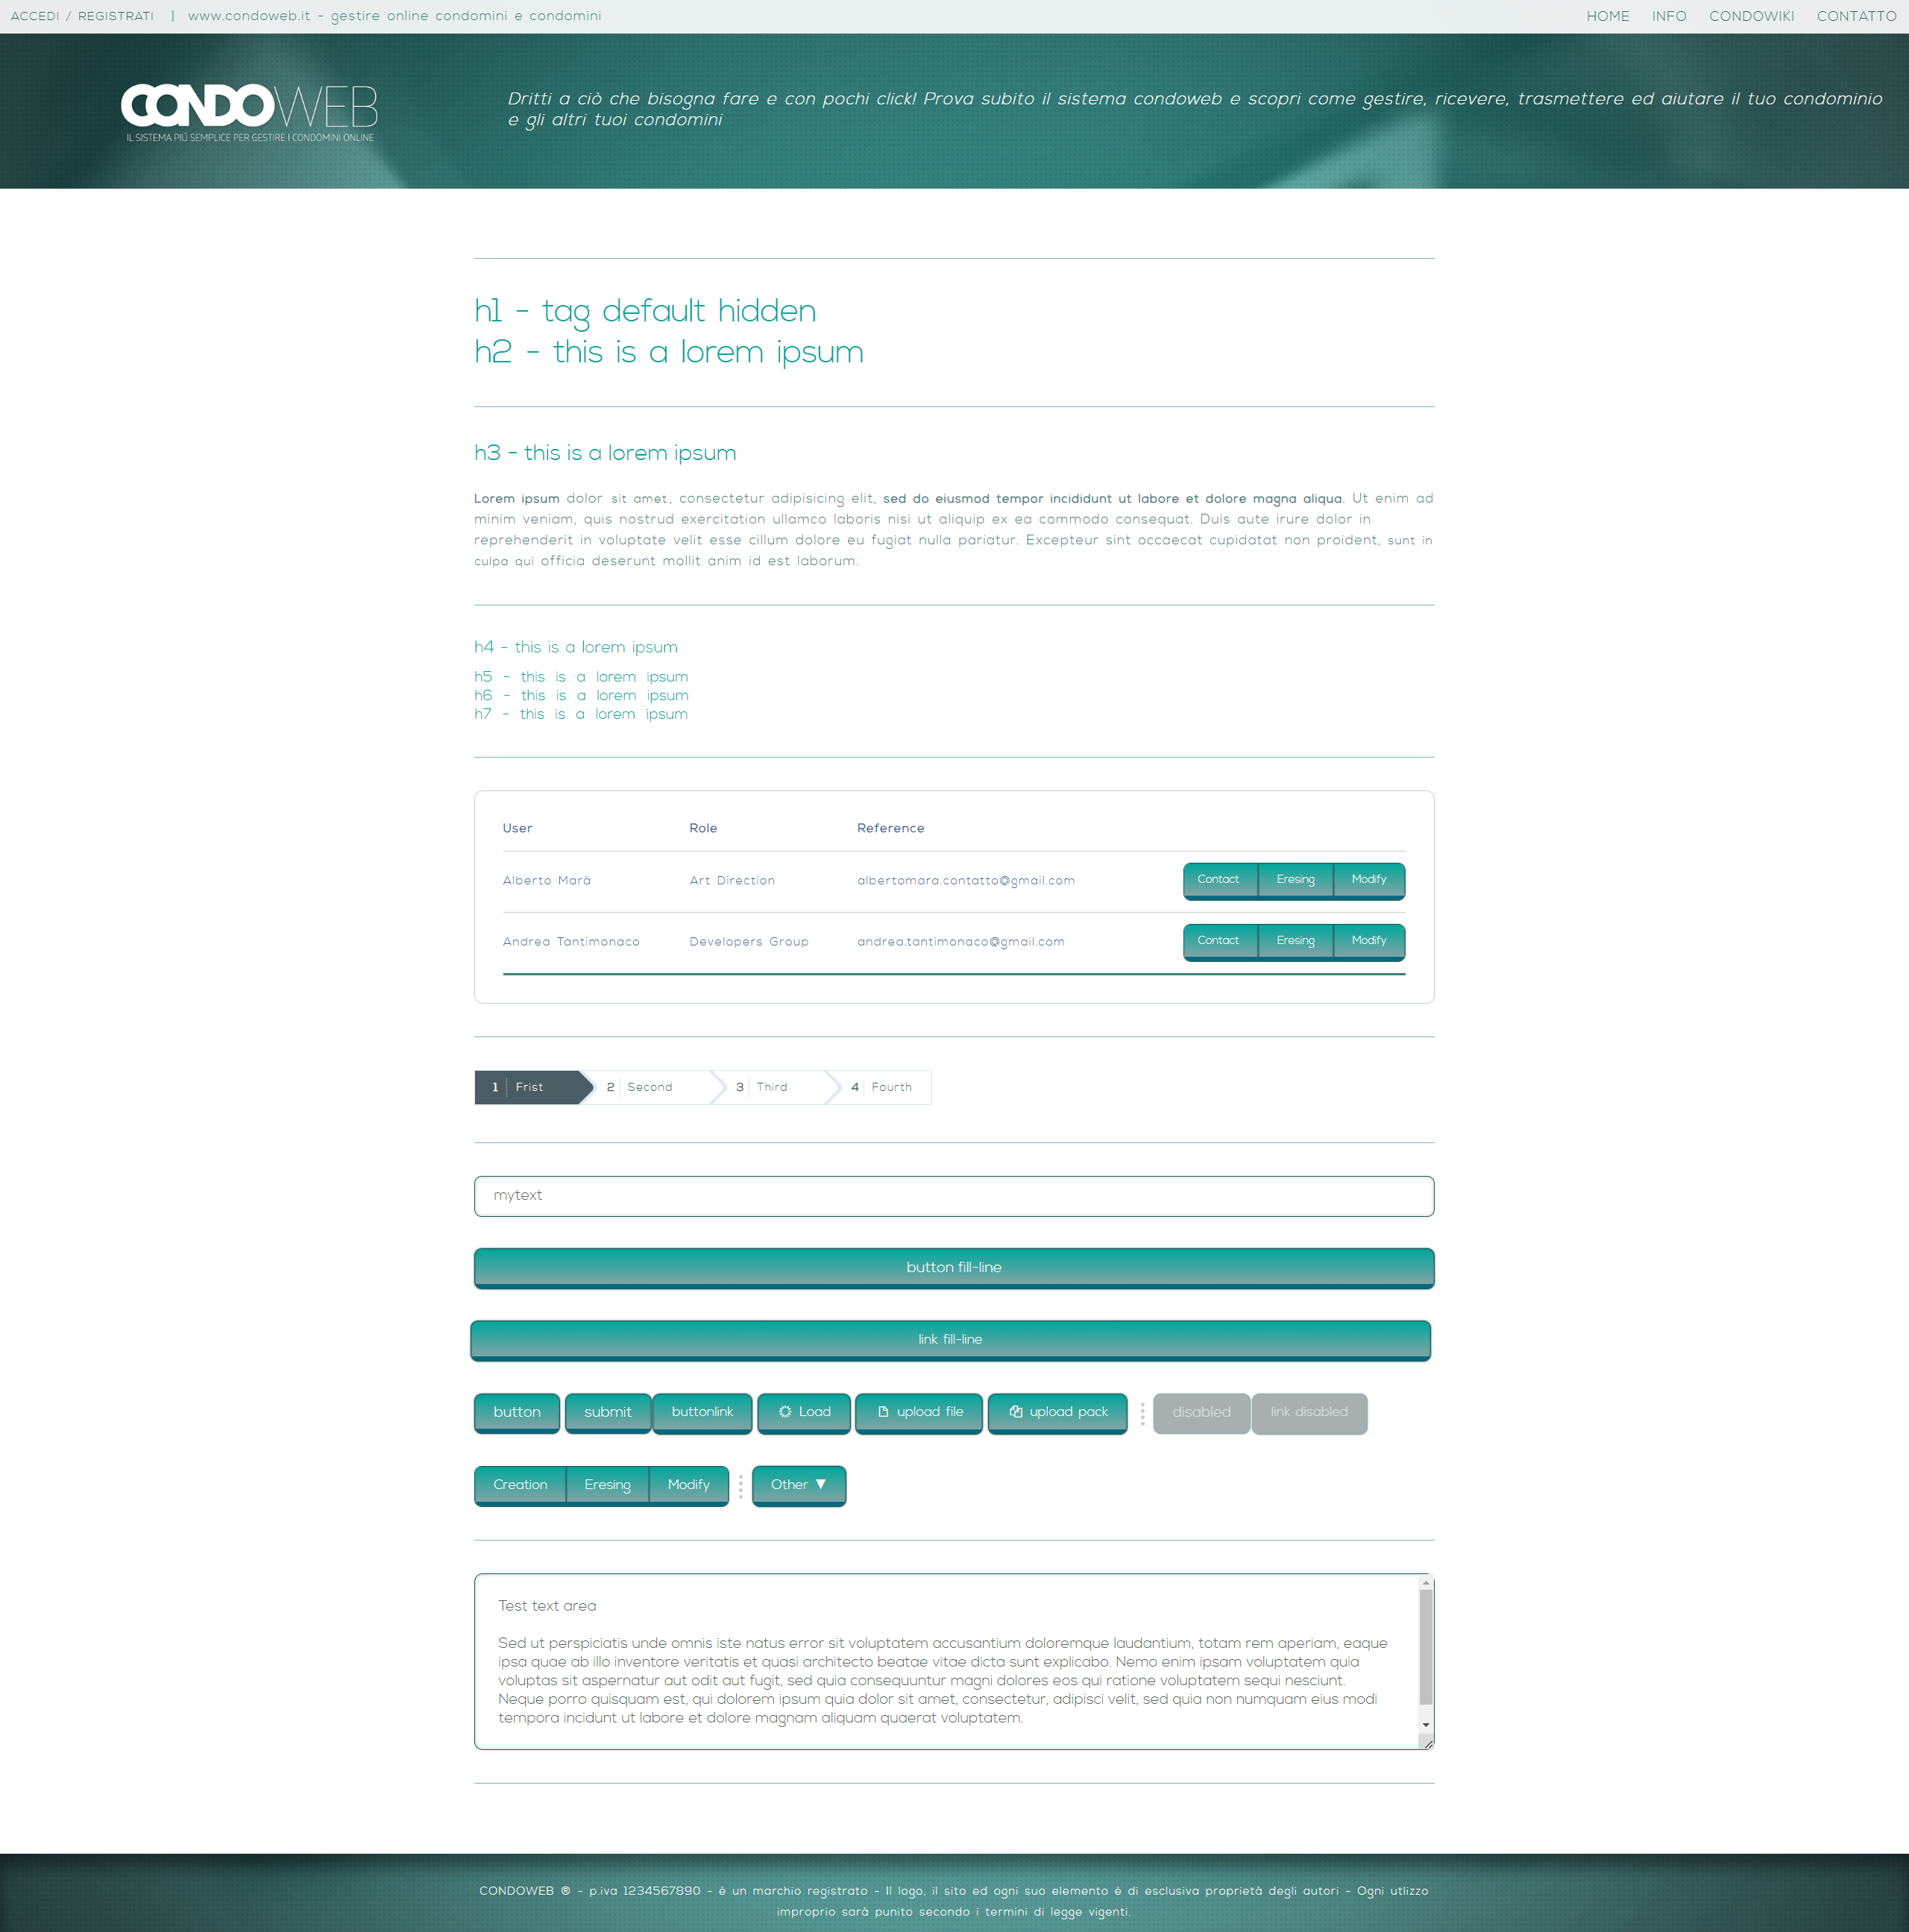 ACCEDI / REGISTRATI | www.condoweb.it - gestire online condomini e condomini
HOME INFO CONDOWIKI CONTATTO
CONDOWEB
IL SISTEMA PIÚ SEMPLICE PER GESTIRE I CONDOMINI ONLINE
Dritti a ciò che bisogna fare e con pochi click! Prova subito il sistema condoweb e scopri come gestire, ricevere, trasmettere ed aiutare il tuo condominio
e gli altri tuoi condomini
h1 - tag default hidden
h2 - this is a lorem ipsum
h3 - this is a lorem ipsum
Lorem ipsum dolor sit amet, consectetur adipisicing elit, sed do eiusmod tempor incididunt ut labore et dolore magna aliqua. Ut enim ad
minim veniam, quis nostrud exercitation ullamco laboris nisi ut aliquip ex ea commodo consequat. Duis aute irure dolor in
reprehenderit in voluptate velit esse cillum dolore eu fugiat nulla pariatur. Excepteur sint occaecat cupidatat non proident, sunt in
culpa qui officia deserunt mollit anim id est laborum.
h4 - this is a lorem ipsum
h5 - this is a lorem ipsum
h6 - this is a lorem ipsum
h7 - this is a lorem ipsum
User Role Reference
Alberto Marà Art Direction albertomara.contatto@gmail.com Contact Eresing Modify
Andrea Tantimonaco Developers Group andrea.tantimonaco@gmail.com Contact Eresing Modify
1 Frist 2 Second 3 Third 4 Fourth
mytext
button fill-line
link fill-line
button submit buttonlink Load upload file upload pack disabled link disabled
Creation Eresing Modify Other ▼
Test text area
Sed ut perspiciatis unde omnis iste natus error sit voluptatem accusantium doloremque laudantium, totam rem aperiam, eaque
ipsa quae ab illo inventore veritatis et quasi architecto beatae vitae dicta sunt explicabo. Nemo enim ipsam voluptatem quia
voluptas sit aspernatur aut odit aut fugit, sed quia consequuntur magni dolores eos qui ratione voluptatem sequi nesciunt.
Neque porro quisquam est, qui dolorem ipsum quia dolor sit amet, consectetur, adipisci velit, sed quia non numquam eius modi
tempora incidunt ut labore et dolore magnam aliquam quaerat voluptatem.
CONDOWEB ® - p.iva 1234567890 - è un marchio registrato - Il logo, il sito ed ogni suo elemento è di esclusiva proprietà degli autori - Ogni utlizzo
improprio sarà punito secondo i termini di legge vigenti.